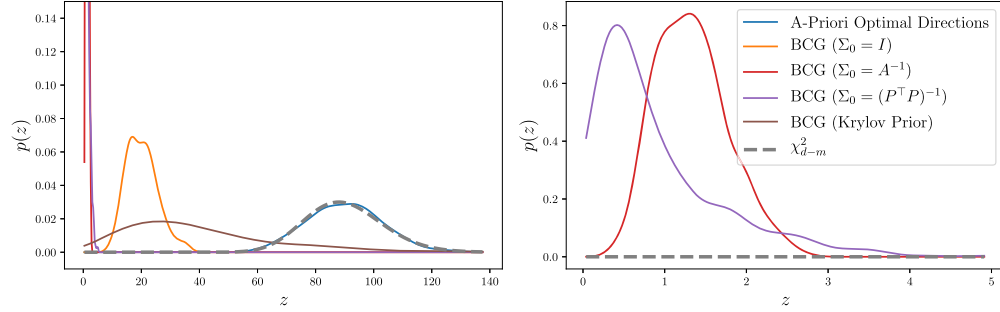 0.14
0.12
0.10
0.08
0.06
0.04
0.02
0.00
p(z)
0 20 40 60 80 100 120 140
z
0.8
0.6
0.4
0.2
0.0
p(z)
0 1 2 3 4 5
z
A-Priori Optimal Directions
BCG (Σ₀ = I)
BCG (Σ₀ = A⁻¹)
BCG (Σ₀ = (P⊤P)⁻¹)
BCG (Krylov Prior)
χ²_{d−m}